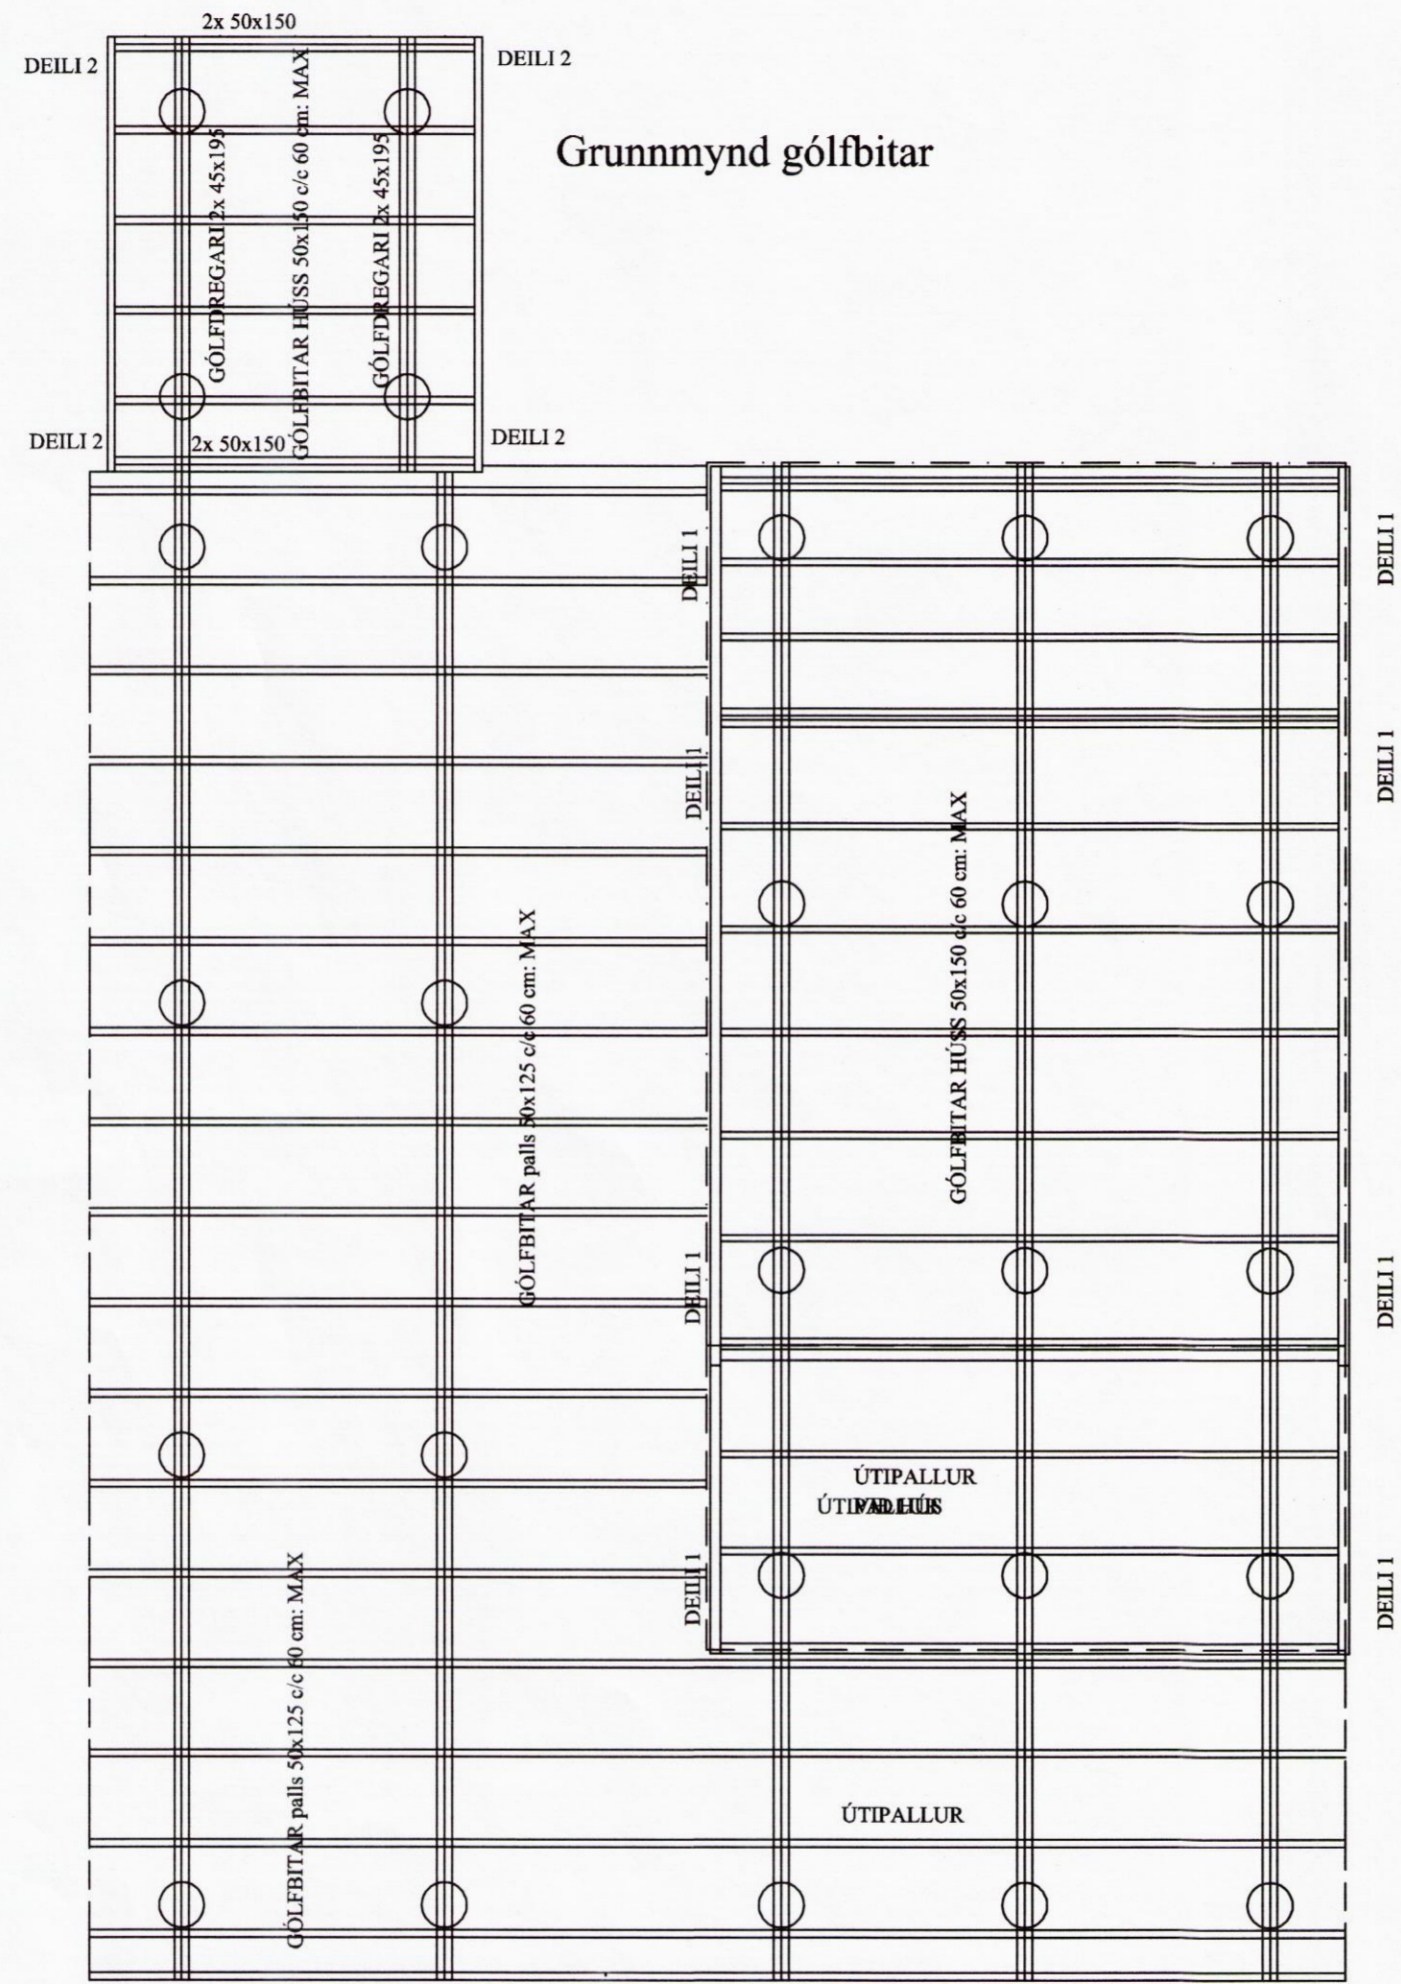 2x 50x150
DEILI 2
DEILI 2
Grunnmynd gólfbitar
GÓLFDREGARI 2x 45x195
GÓLFBITAR HÚSS 50x150 c/c 60 cm: MAX
GÓLFDREGARI 2x 45x195
DEILI 2
2x 50x150
DEILI 2
DEILI 1
DEILI 1
DEILI 1
DEILI 1
GÓLFBITAR palls 50x125 c/c 60 cm: MAX
GÓLFBITAR HÚSS 50x150 c/c 60 cm: MAX
DEILI 1
DEILI 1
ÚTIPALLUR
DEILI 1
DEILI 1
GÓLFBITAR palls 50x125 c/c 60 cm: MAX
ÚTIPALLUR